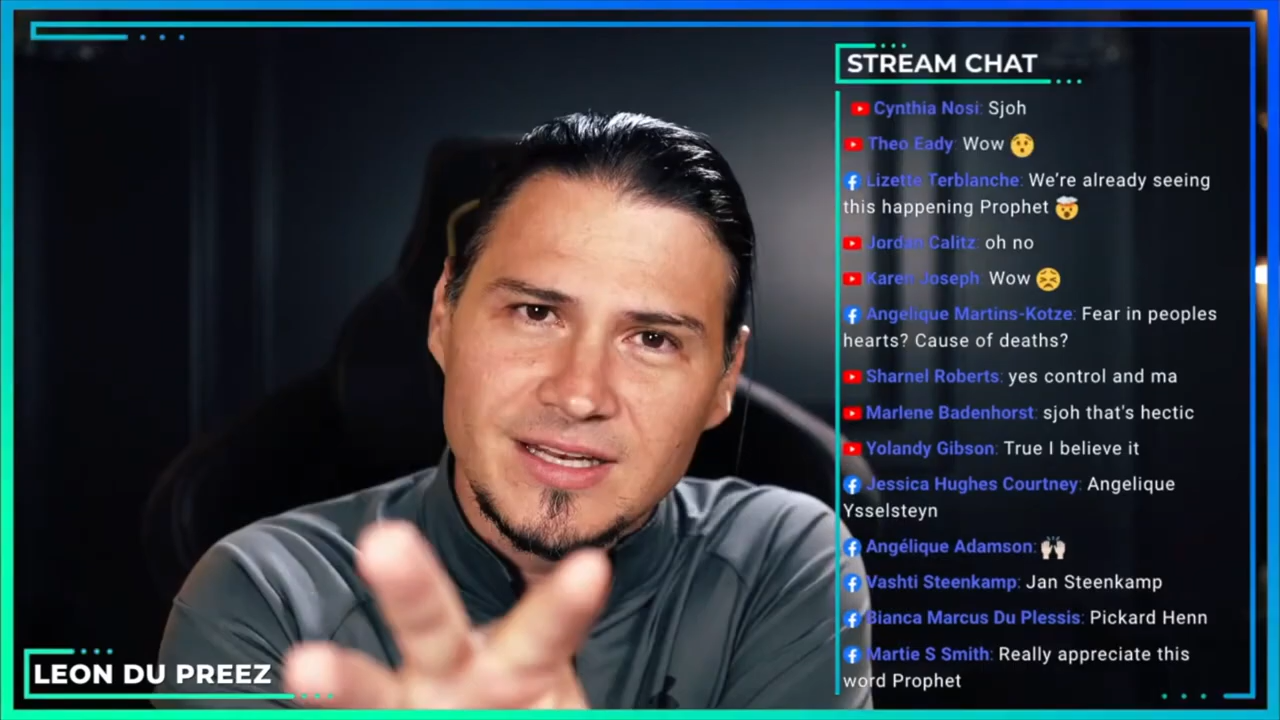 STREAM CHAT
Cynthia Nosi: Sjoh
Theo Eady: Wow 😯
Lizette Terblanche: We're already seeing
this happening Prophet 🤯
Jordan Calitz: oh no
Karen Joseph: Wow 😣
Angelique Martins-Kotze: Fear in peoples
hearts? Cause of deaths?
Sharnel Roberts: yes control and ma
Marlene Badenhorst: sjoh that's hectic
Yolandy Gibson: True I believe it
Jessica Hughes Courtney: Angelique
Ysselsteyn
Angélique Adamson: 🙌🏻
Vashti Steenkamp: Jan Steenkamp
Bianca Marcus Du Plessis: Pickard Henn
Martie S Smith: Really appreciate this
word Prophet
LEON DU PREEZ